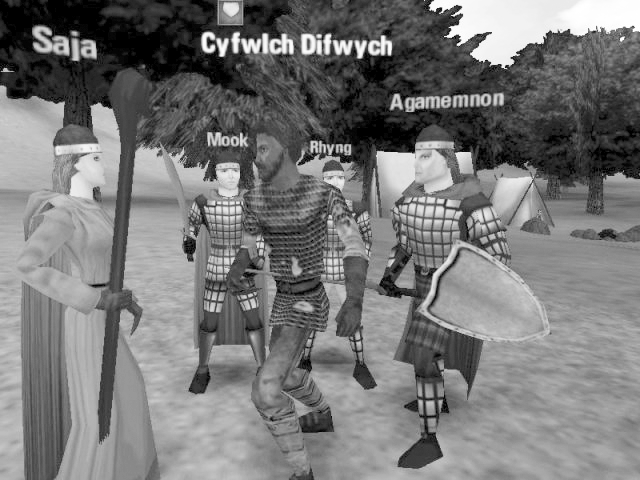 Saja
Cyfwlch Difwych
Agamemnon
Mook
Rhyng